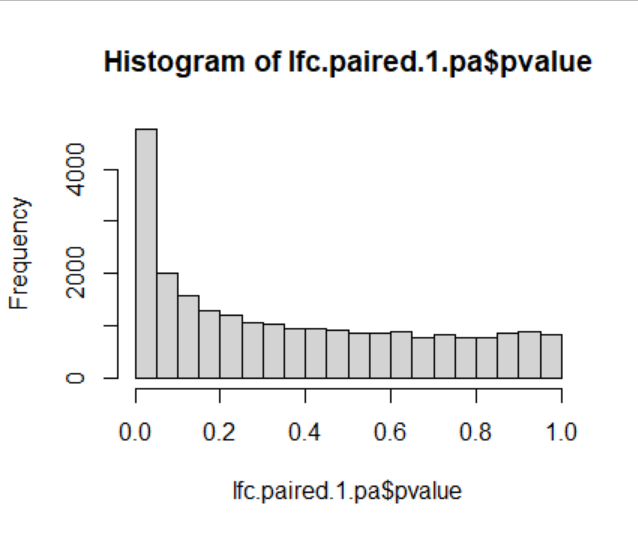 Histogram of lfc.paired.1.pa$pvalue
Frequency
4000
2000
0
0.0 0.2 0.4 0.6 0.8 1.0
lfc.paired.1.pa$pvalue